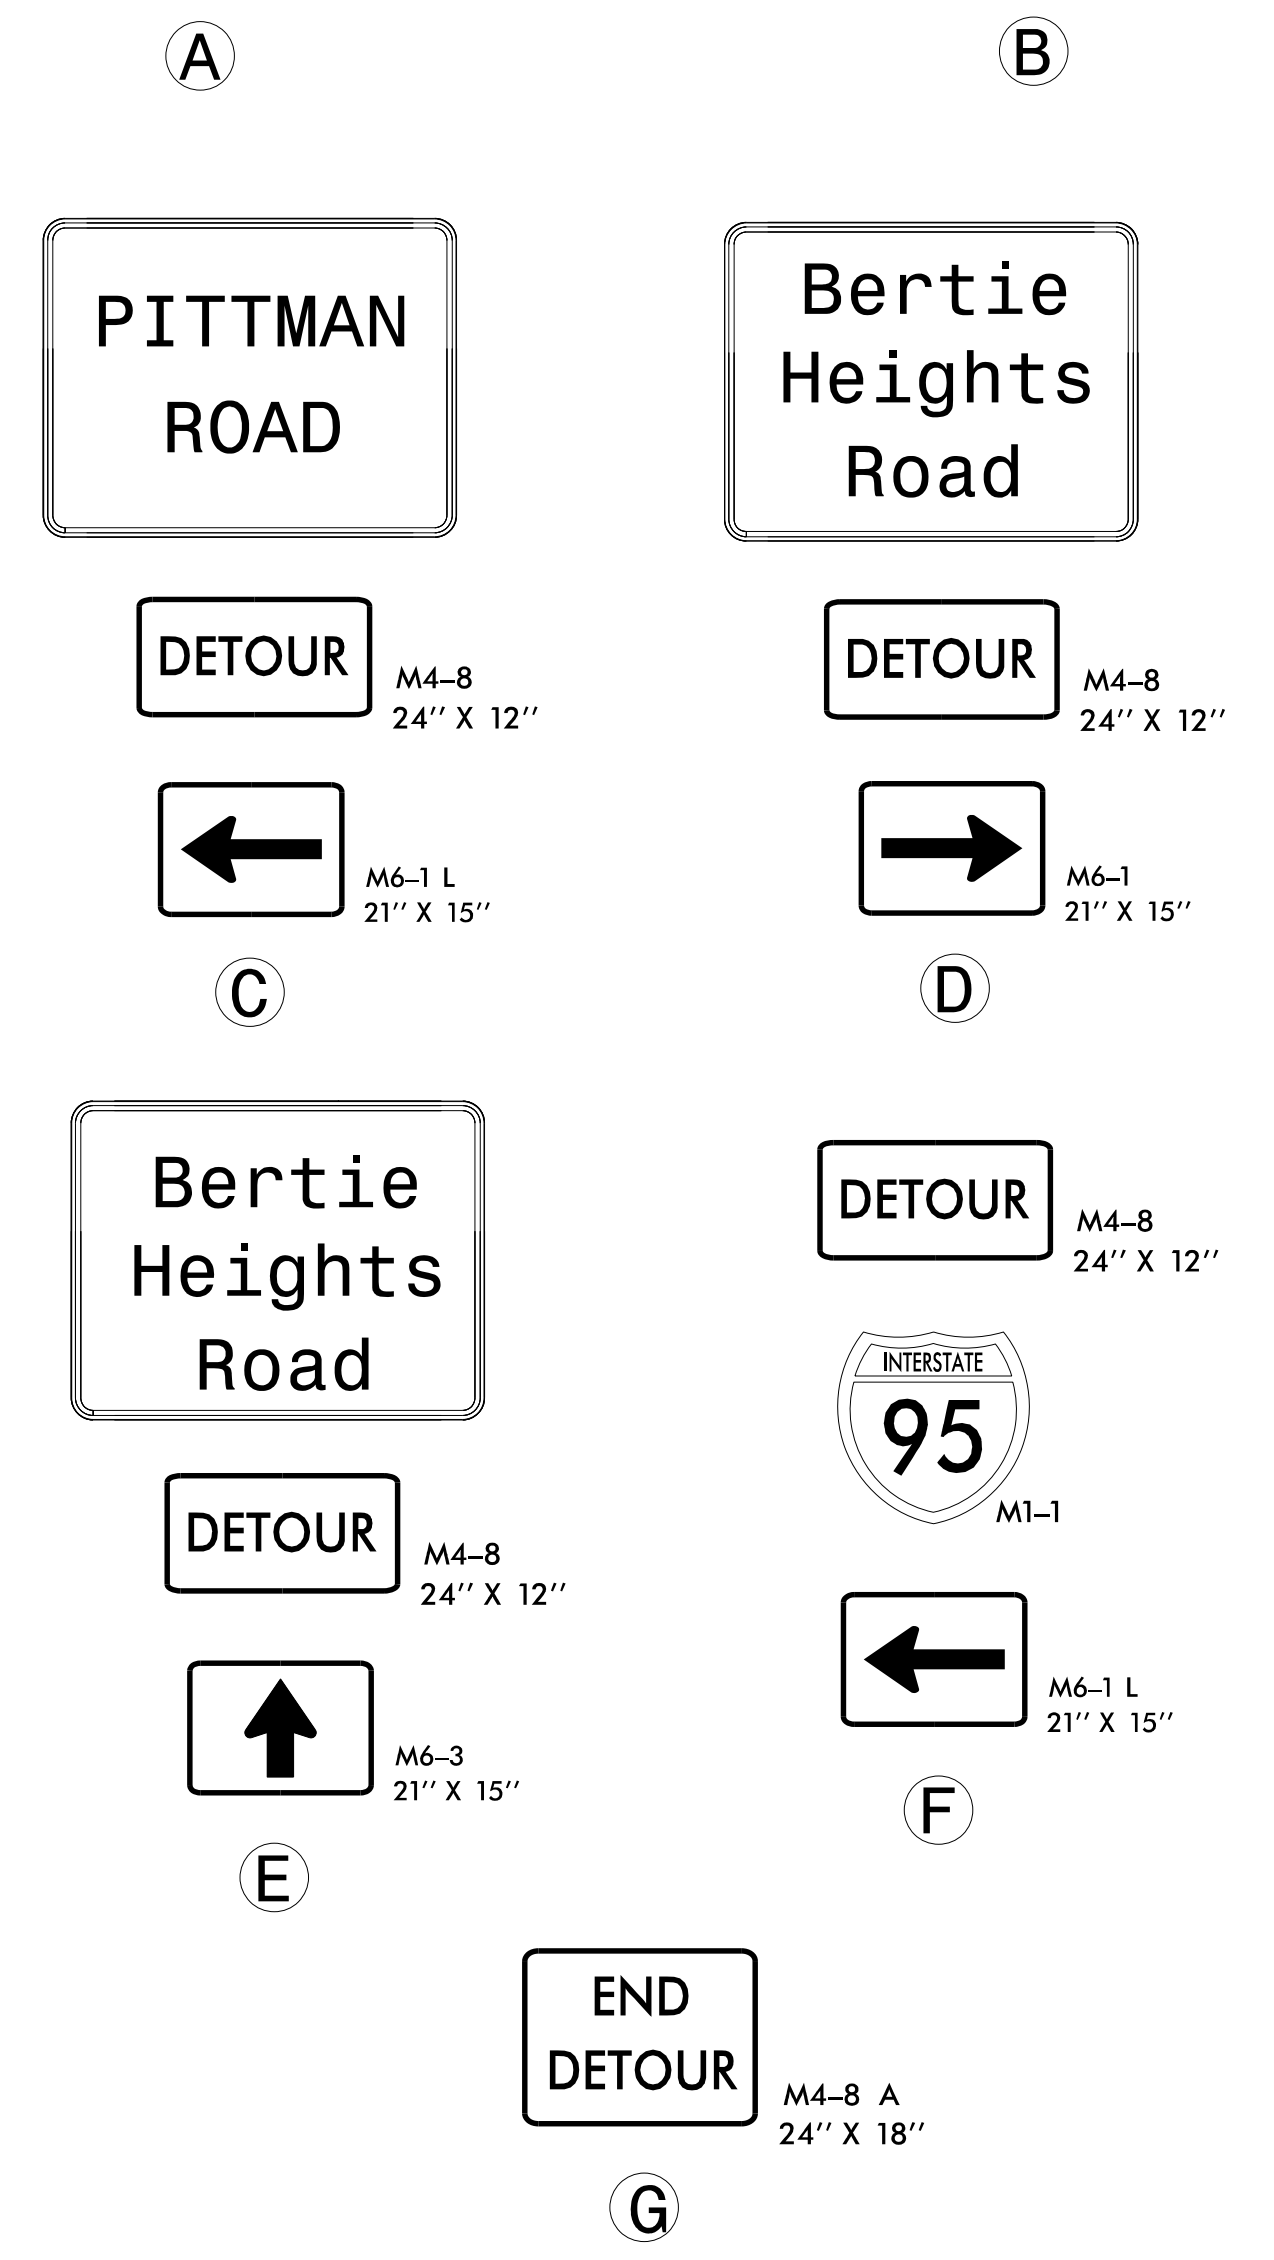 A
B
PITTMAN
ROAD
DETOUR
M4-8
24'' X 12''
M6-1 L
21'' X 15''
C
Bertie
Heights
Road
DETOUR
M4-8
24'' X 12''
M6-1
21'' X 15''
D
Bertie
Heights
Road
DETOUR
M4-8
24'' X 12''
M6-3
21'' X 15''
E
DETOUR
M4-8
24'' X 12''
INTERSTATE
95
M1-1
M6-1 L
21'' X 15''
F
END
DETOUR
M4-8 A
24'' X 18''
G